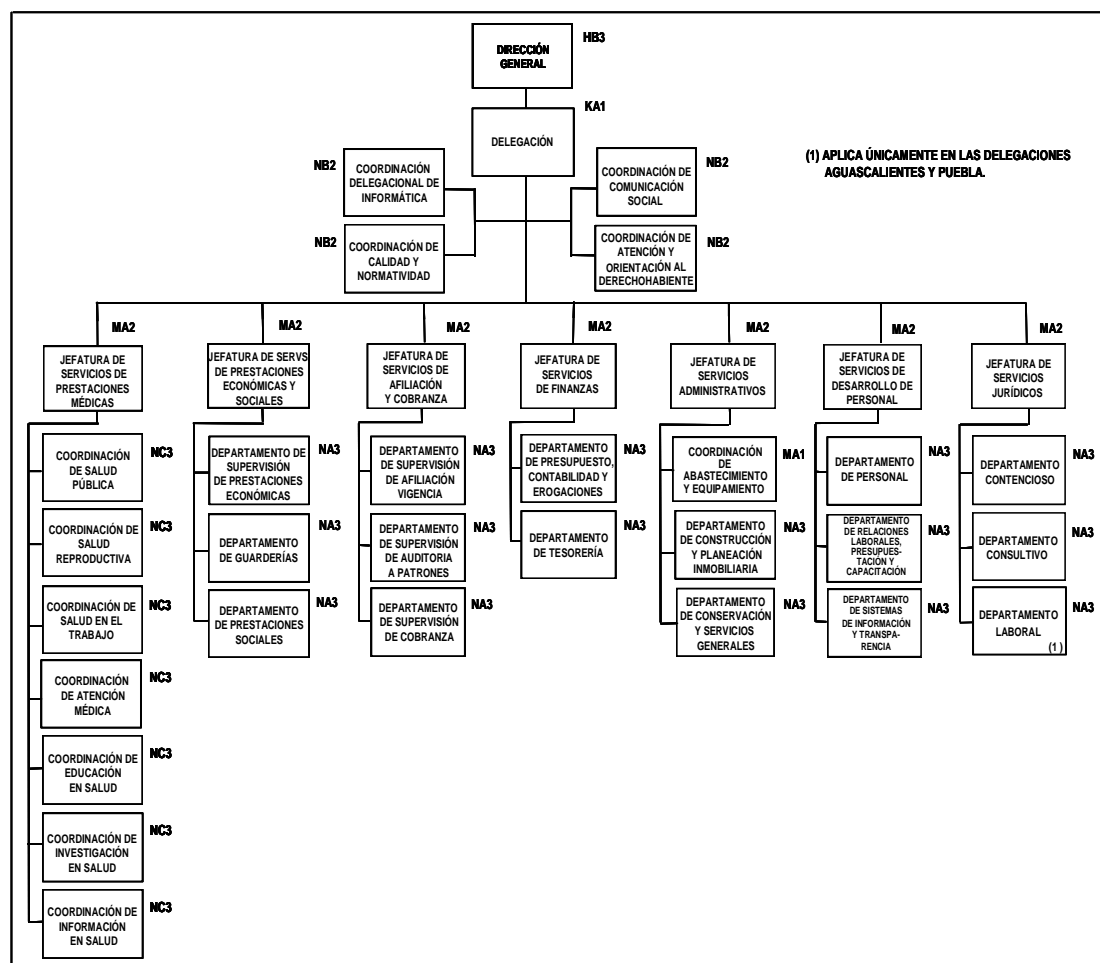 HB3
DIRECCIÓN
GENERAL
KA1
DELEGACIÓN
(1) APLICA ÚNICAMENTE EN LAS DELEGACIONES
AGUASCALIENTES Y PUEBLA.
NB2
COORDINACIÓN
DELEGACIONAL DE
INFORMÁTICA
NB2
COORDINACIÓN DE
COMUNICACIÓN
SOCIAL
NB2
COORDINACIÓN DE
CALIDAD Y
NORMATIVIDAD
NB2
COORDINACIÓN DE
ATENCIÓN Y
ORIENTACIÓN AL
DERECHOHABIENTE
MA2
JEFATURA DE
SERVICIOS DE
PRESTACIONES
MÉDICAS
NC3
COORDINACIÓN
DE SALUD
PÚBLICA
NC3
COORDINACIÓN DE
SALUD
REPRODUCTIVA
NC3
COORDINACIÓN DE
SALUD EN EL
TRABAJO
NC3
COORDINACIÓN
DE ATENCIÓN
MÉDICA
NC3
COORDINACIÓN DE
EDUCACIÓN
EN SALUD
NC3
COORDINACIÓN DE
INVESTIGACIÓN
EN SALUD
NC3
COORDINACIÓN DE
INFORMACIÓN
EN SALUD
MA2
JEFATURA DE SERVS
DE PRESTACIONES
ECONÓMICAS Y
SOCIALES
NA3
DEPARTAMENTO DE
SUPERVISIÓN
DE PRESTACIONES
ECONÓMICAS
NA3
DEPARTAMENTO
DE GUARDERÍAS
NA3
DEPARTAMENTO
DE PRESTACIONES
SOCIALES
MA2
JEFATURA DE
SERVICIOS DE
AFILIACIÓN
Y COBRANZA
NA3
DEPARTAMENTO
DE SUPERVISIÓN
DE AFILIACIÓN
VIGENCIA
NA3
DEPARTAMENTO
DE SUPERVISIÓN
DE AUDITORIA
A PATRONES
NA3
DEPARTAMENTO
DE SUPERVISIÓN
DE COBRANZA
MA2
JEFATURA DE
SERVICIOS
DE FINANZAS
NA3
DEPARTAMENTO
DE PRESUPUESTO,
CONTABILIDAD Y
EROGACIONES
NA3
DEPARTAMENTO
DE TESORERÍA
MA2
JEFATURA DE
SERVICIOS
ADMINISTRATIVOS
MA1
COORDINACIÓN
DE
ABASTECIMIENTO
Y EQUIPAMIENTO
NA3
DEPARTAMENTO
DE CONSTRUCCIÓN
Y PLANEACIÓN
INMOBILIARIA
NA3
DEPARTAMENTO
DE CONSERVACIÓN
Y SERVICIOS
GENERALES
MA2
JEFATURA DE
SERVICIOS DE
DESARROLLO DE
PERSONAL
NA3
DEPARTAMENTO
DE PERSONAL
NA3
DEPARTAMENTO
DE RELACIONES
LABORALES,
PRESUPUES-
TACIÓN Y
CAPACITACIÓN
NA3
DEPARTAMENTO
DE SISTEMAS
DE INFORMACIÓN
Y TRANSPA-
RENCIA
MA2
JEFATURA DE
SERVICIOS
JURÍDICOS
NA3
DEPARTAMENTO
CONTENCIOSO
NA3
DEPARTAMENTO
CONSULTIVO
NA3
DEPARTAMENTO
LABORAL
(1)